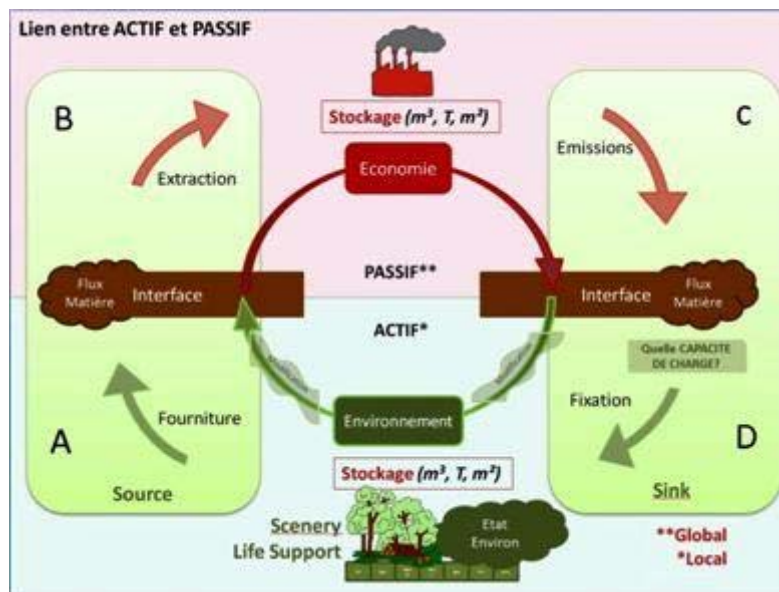 Lien entre ACTIF et PASSIF
B
C
Stockage (m³, T, m²)
Extraction
Economie
Emissions
Flux
Matière
Interface
PASSIF**
Interface
Flux
Matière
ACTIF*
Quelle CAPACITE
DE CHARGE?
Fourniture
Environnement
Fixation
A
D
Source
Stockage (m³, T, m²)
Sink
Scenery
Life Support
Etat
Environ
**Global
*Local